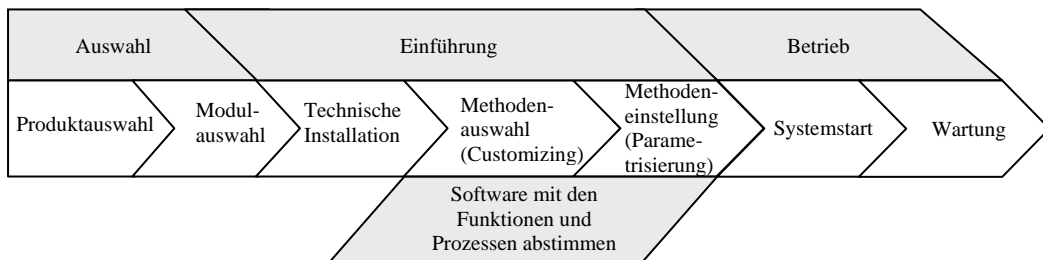 Auswahl
Einführung
Betrieb
Produktauswahl
Modul-
auswahl
Technische
Installation
Methoden-
auswahl
(Customizing)
Methoden-
einstellung
(Parame-
trisierung)
Systemstart
Wartung
Software mit den
Funktionen und
Prozessen abstimmen